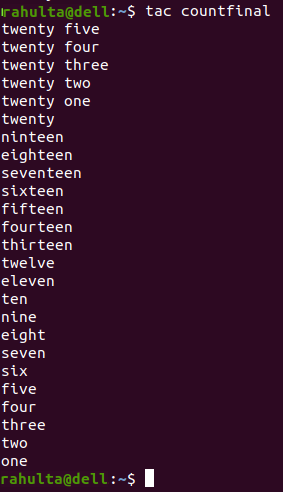 rahulta@dell:~$ tac countfinal
twenty five
twenty four
twenty three
twenty two
twenty one
twenty
ninteen
eighteen
seventeen
sixteen
fifteen
fourteen
thirteen
twelve
eleven
ten
nine
eight
seven
six
five
four
three
two
one
rahulta@dell:~$